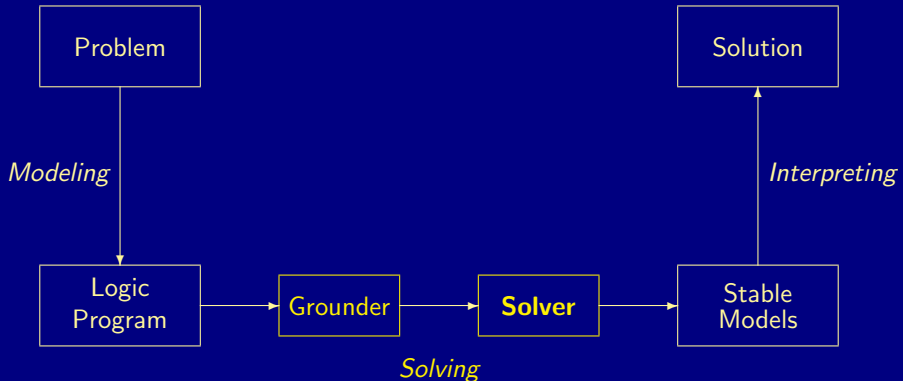 Problem
Solution
Modeling
Interpreting
Logic
Program
Grounder
Solver
Stable
Models
Solving